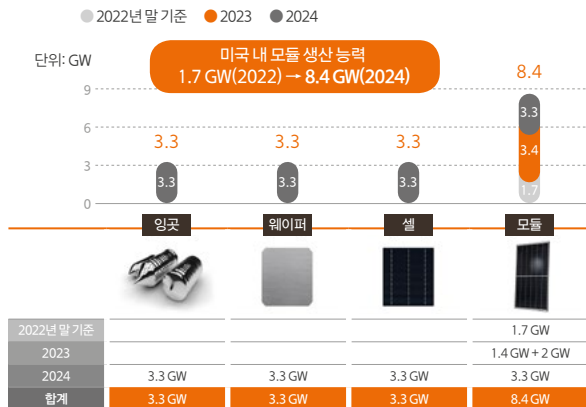 2022년 말 기준 2023 2024
단위: GW
미국 내 모듈 생산 능력
1.7 GW(2022) → 8.4 GW(2024)
8.4
9
6
3
0
3.3 3.3 3.3
3.3 3.3 3.3
3.3
3.4
1.7
잉곳 웨이퍼 셀 모듈
2022년 말 기준 1.7 GW
2023 1.4 GW + 2 GW
2024 3.3 GW 3.3 GW 3.3 GW 3.3 GW
합계 3.3 GW 3.3 GW 3.3 GW 8.4 GW